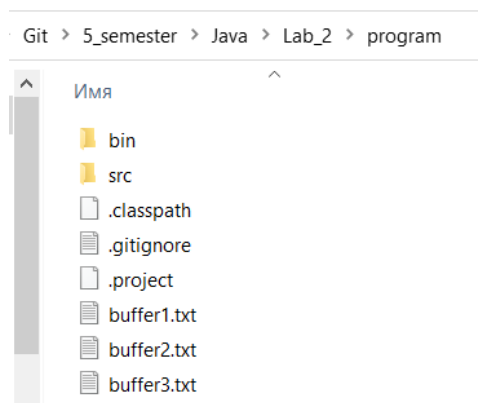 Git > 5_semester > Java > Lab_2 > program
Имя
bin
src
.classpath
.gitignore
.project
buffer1.txt
buffer2.txt
buffer3.txt